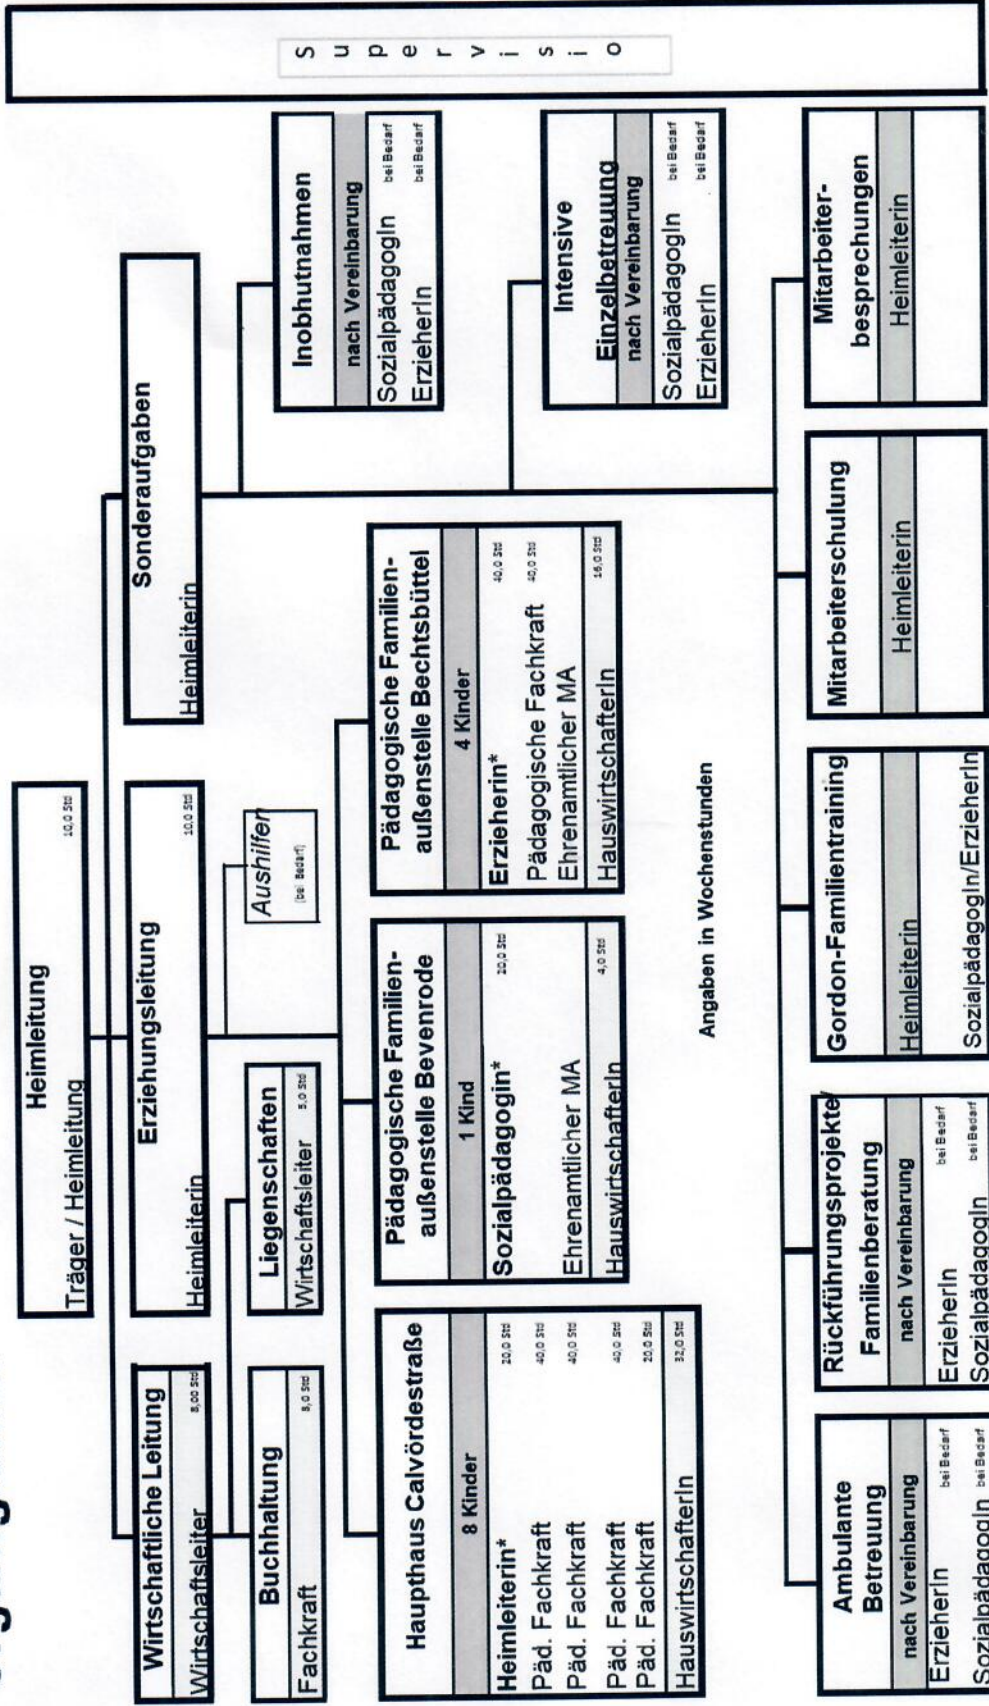 Heimleitung
Träger / Heimleitung 10,0 Std
Wirtschaftliche Leitung
Wirtschaftsleiter 8,00 Std
Erziehungsleitung
Heimleiterin 10,0 Std
Sonderaufgaben
Heimleiterin
Buchhaltung
Fachkraft 8,0 Std
Liegenschaften
Wirtschaftsleiter 5,0 Std
Aushilfen
(bei Bedarf)
Inobhutnahmen
nach Vereinbarung
SozialpädagogIn bei Bedarf
ErzieherIn bei Bedarf
Haupthaus Calvördestraße
8 Kinder
Heimleiterin* 20,0 Std
Päd. Fachkraft 40,0 Std
Päd. Fachkraft 40,0 Std
Päd. Fachkraft 40,0 Std
Päd. Fachkraft 20,0 Std
HauswirtschafterIn 32,0 Std
Pädagogische Familien-
außenstelle Bevenrode
1 Kind
Sozialpädagogin* 20,0 Std
Ehrenamtlicher MA
HauswirtschafterIn 4,0 Std
Pädagogische Familien-
außenstelle Bechtsbüttel
4 Kinder
Erzieherin* 40,0 Std
Pädagogische Fachkraft 40,0 Std
Ehrenamtlicher MA
HauswirtschafterIn 16,0 Std
Intensive
Einzelbetreuung
nach Vereinbarung
SozialpädagogIn bei Bedarf
ErzieherIn bei Bedarf
Angaben in Wochenstunden
Ambulante
Betreuung
nach Vereinbarung
ErzieherIn bei Bedarf
SozialpädagogIn bei Bedarf
Rückführungsprojekte/
Familienberatung
nach Vereinbarung
ErzieherIn bei Bedarf
SozialpädagogIn bei Bedarf
Gordon-Familientraining
Heimleiterin
SozialpädagogIn/ErzieherIn
Mitarbeiterschulung
Heimleiterin
Mitarbeiter-
besprechungen
Heimleiterin
S
u
p
e
r
v
i
s
i
o